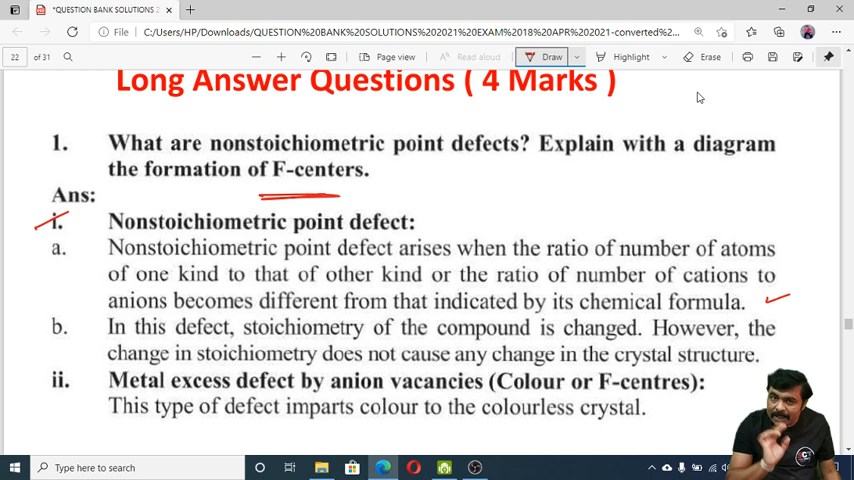 *QUESTION BANK SOLUTIONS 2
File
C:/Users/HP/Downloads/QUESTION%20BANK%20SOLUTIONS%202021%20EXAM%2018%20APR%202021-converted%...
22 of 31
Page view
Read aloud
Draw
Highlight
Erase
Long Answer Questions ( 4 Marks )
1. What are nonstoichiometric point defects? Explain with a diagram
the formation of F-centers.
Ans:
i. Nonstoichiometric point defect:
a. Nonstoichiometric point defect arises when the ratio of number of atoms
of one kind to that of other kind or the ratio of number of cations to
anions becomes different from that indicated by its chemical formula.
b. In this defect, stoichiometry of the compound is changed. However, the
change in stoichiometry does not cause any change in the crystal structure.
ii. Metal excess defect by anion vacancies (Colour or F-centres):
This type of defect imparts colour to the colourless crystal.
Type here to search